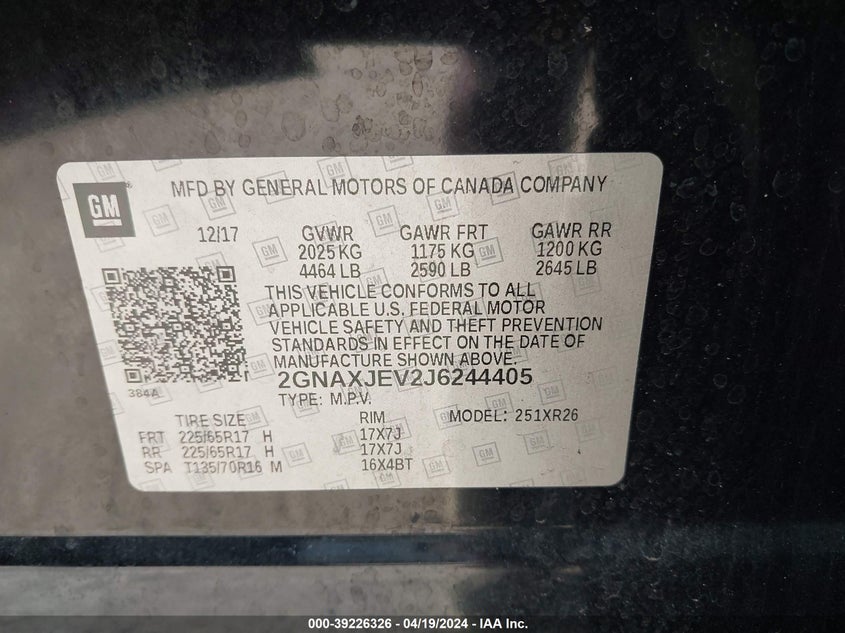 GM
MFD BY GENERAL MOTORS OF CANADA COMPANY
12/17 GVWR GAWR FRT GAWR RR
2025 KG 1175 KG 1200 KG
4464 LB 2590 LB 2645 LB
THIS VEHICLE CONFORMS TO ALL
APPLICABLE U.S. FEDERAL MOTOR
VEHICLE SAFETY AND THEFT PREVENTION
STANDARDS IN EFFECT ON THE DATE OF
MANUFACTURE SHOWN ABOVE.
384A
2GNAXJEV2J6244405
TYPE: M.P.V.
TIRE SIZE RIM MODEL: 251XR26
FRT 225/65R17 H 17X7J
RR 225/65R17 H 17X7J
SPA T135/70R16 M 16X4BT
000-39226326 - 04/19/2024 - IAA Inc.